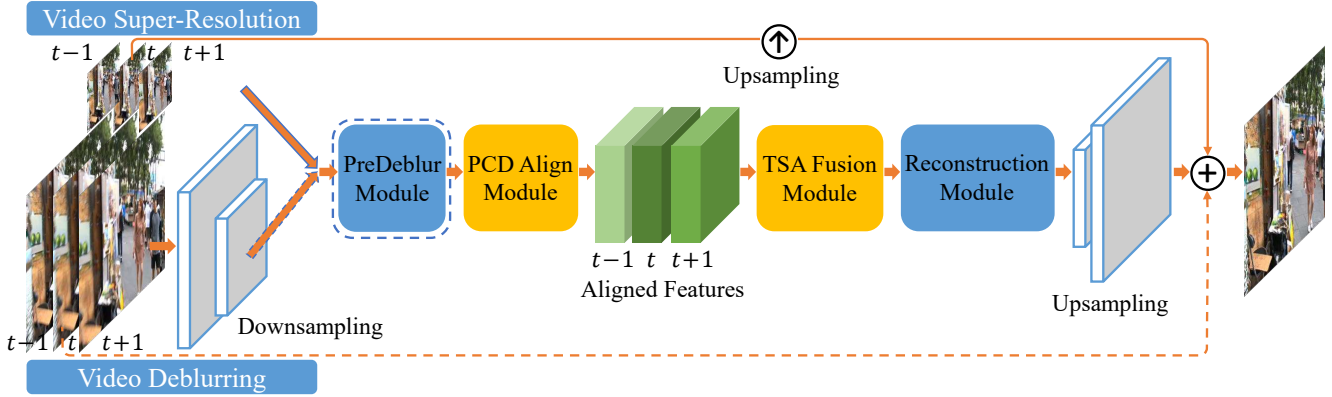 Video Super-Resolution
t−1 t t+1
Upsampling
PreDeblur
Module
PCD Align
Module
TSA Fusion
Module
Reconstruction
Module
t−1 t t+1
Aligned Features
Upsampling
Downsampling
t−1 t t+1
Video Deblurring